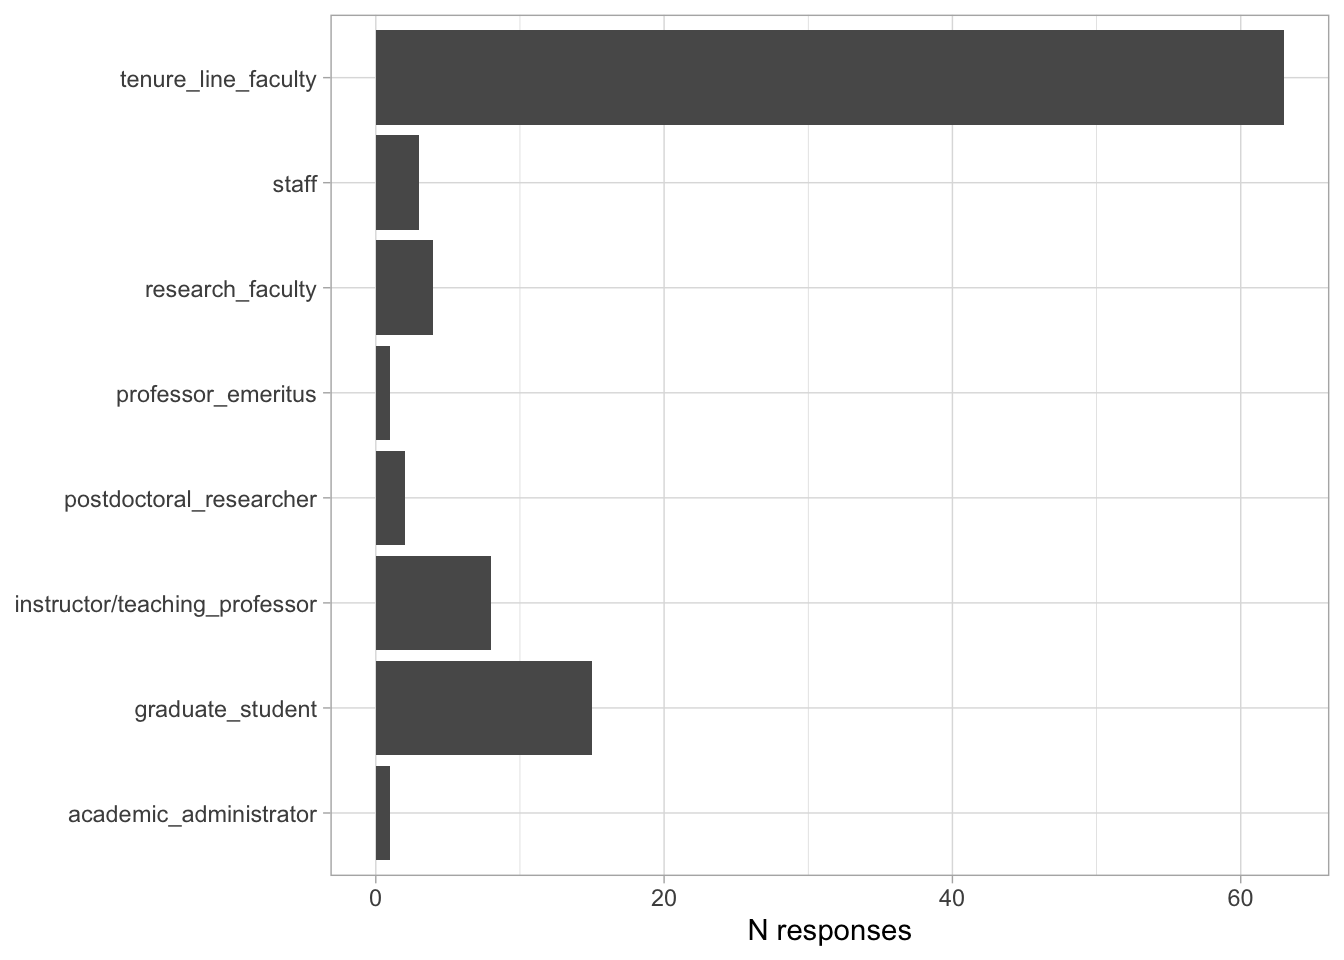 tenure_line_faculty
staff
research_faculty
professor_emeritus
postdoctoral_researcher
instructor/teaching_professor
graduate_student
academic_administrator
0 20 40 60
N responses